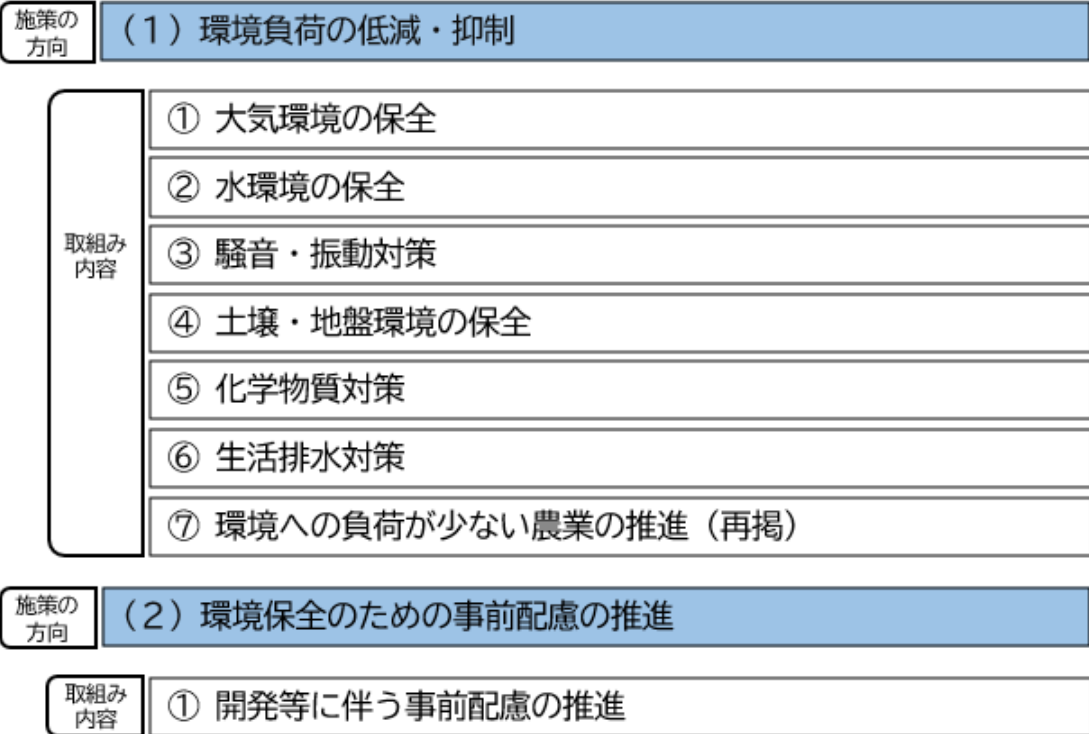 施策の
方向
（１）環境負荷の低減・抑制
取組み
内容
① 大気環境の保全
② 水環境の保全
③ 騒音・振動対策
④ 土壌・地盤環境の保全
⑤ 化学物質対策
⑥ 生活排水対策
⑦ 環境への負荷が少ない農業の推進（再掲）
施策の
方向
（２）環境保全のための事前配慮の推進
取組み
内容
① 開発等に伴う事前配慮の推進